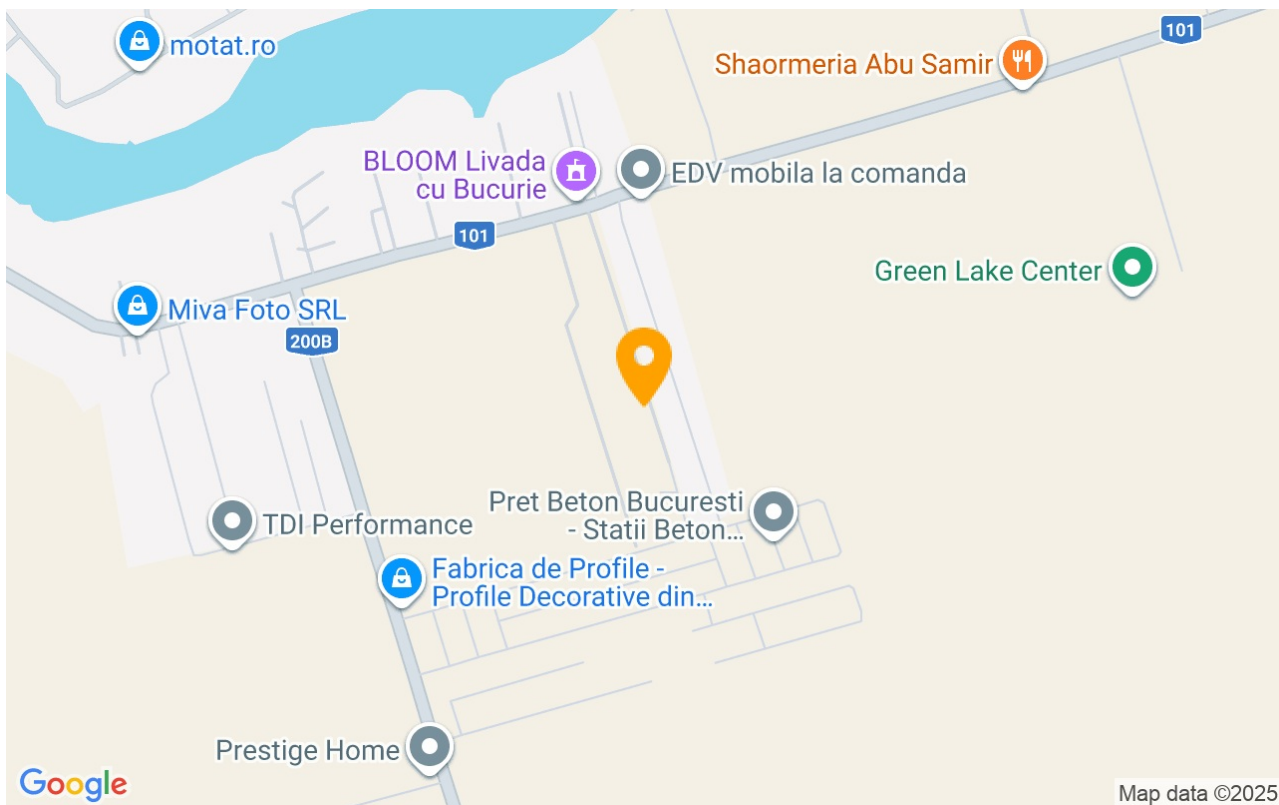 motat.ro
101
Shaormeria Abu Samir
BLOOM Livada
cu Bucurie
EDV mobila la comanda
101
Green Lake Center
Miva Foto SRL
200B
Pret Beton Bucuresti
- Statii Beton...
TDI Performance
Fabrica de Profile -
Profile Decorative din...
Prestige Home
Google
Map data ©2025